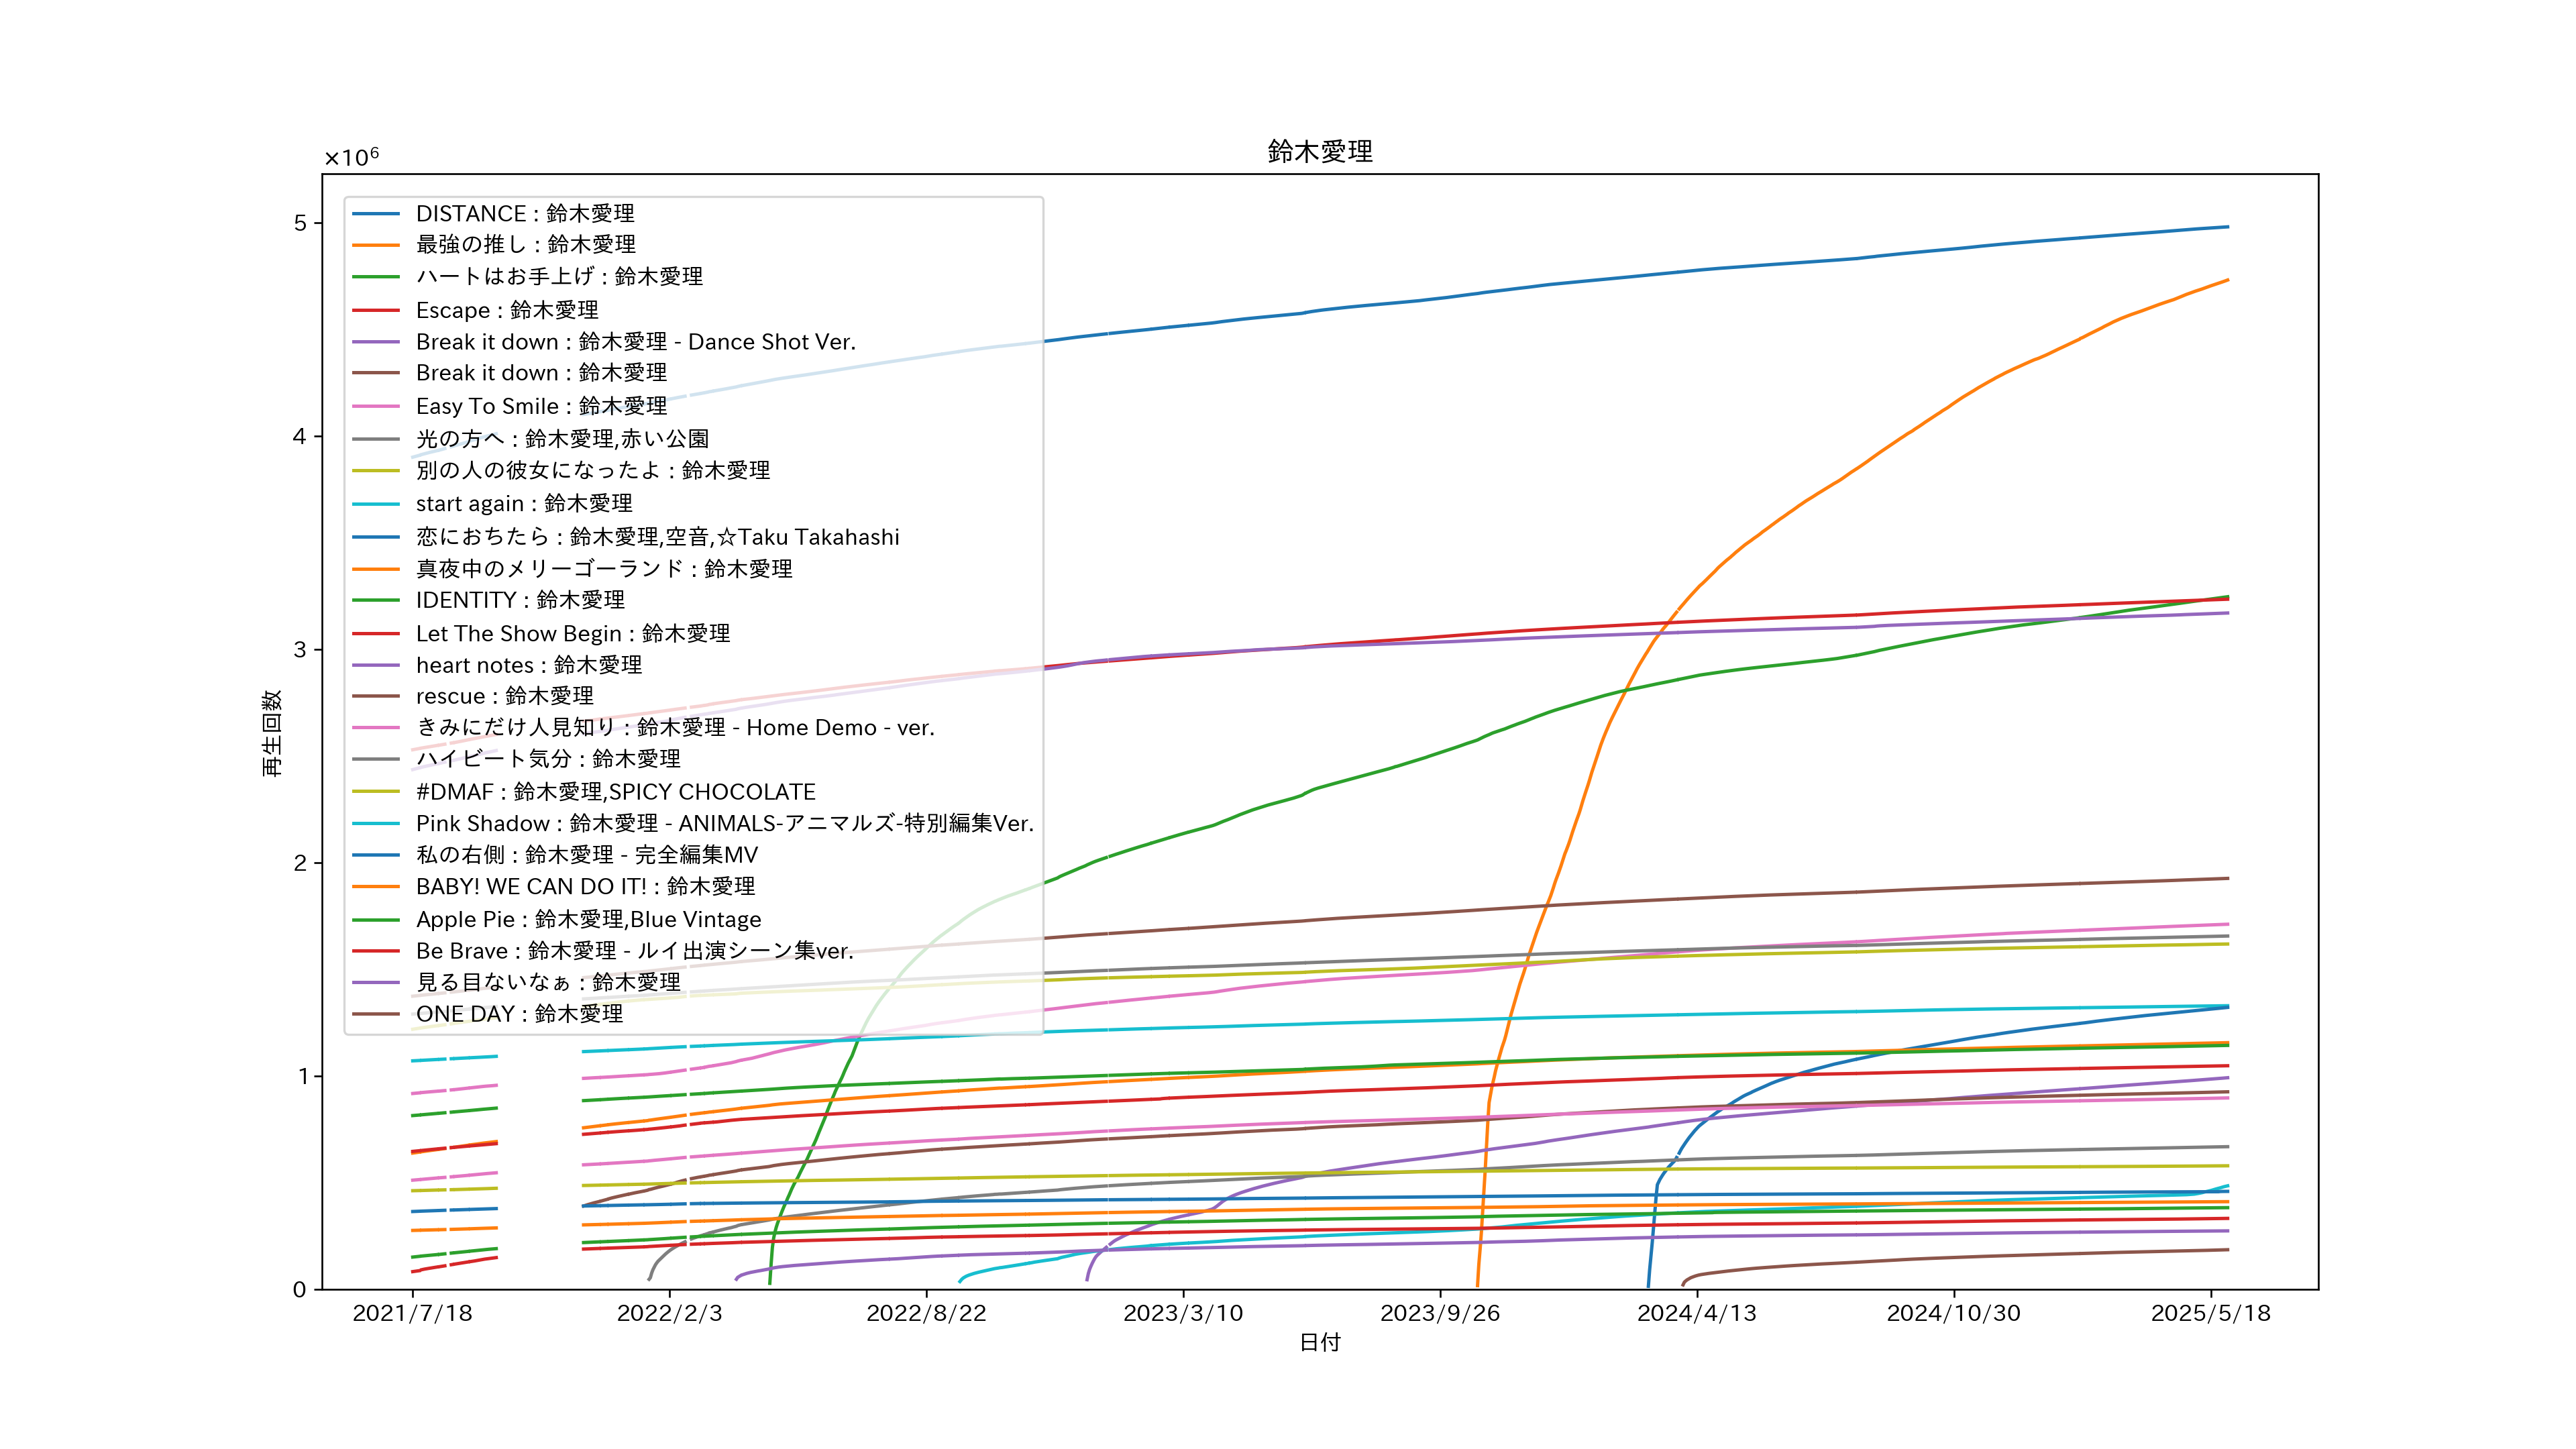 鈴木愛理
×10⁶
5
4
3
2
1
0
再生回数
DISTANCE : 鈴木愛理
最強の推し : 鈴木愛理
ハートはお手上げ : 鈴木愛理
Escape : 鈴木愛理
Break it down : 鈴木愛理 - Dance Shot Ver.
Break it down : 鈴木愛理
Easy To Smile : 鈴木愛理
光の方へ : 鈴木愛理,赤い公園
別の人の彼女になったよ : 鈴木愛理
start again : 鈴木愛理
恋におちたら : 鈴木愛理,空音,☆Taku Takahashi
真夜中のメリーゴーランド : 鈴木愛理
IDENTITY : 鈴木愛理
Let The Show Begin : 鈴木愛理
heart notes : 鈴木愛理
rescue : 鈴木愛理
きみにだけ人見知り : 鈴木愛理 - Home Demo - ver.
ハイビート気分 : 鈴木愛理
#DMAF : 鈴木愛理,SPICY CHOCOLATE
Pink Shadow : 鈴木愛理 - ANIMALS-アニマルズ-特別編集Ver.
私の右側 : 鈴木愛理 - 完全編集MV
BABY! WE CAN DO IT! : 鈴木愛理
Apple Pie : 鈴木愛理,Blue Vintage
Be Brave : 鈴木愛理 - ルイ出演シーン集ver.
見る目ないなぁ : 鈴木愛理
ONE DAY : 鈴木愛理
2021/7/18 2022/2/3 2022/8/22 2023/3/10 2023/9/26 2024/4/13 2024/10/30 2025/5/18
日付